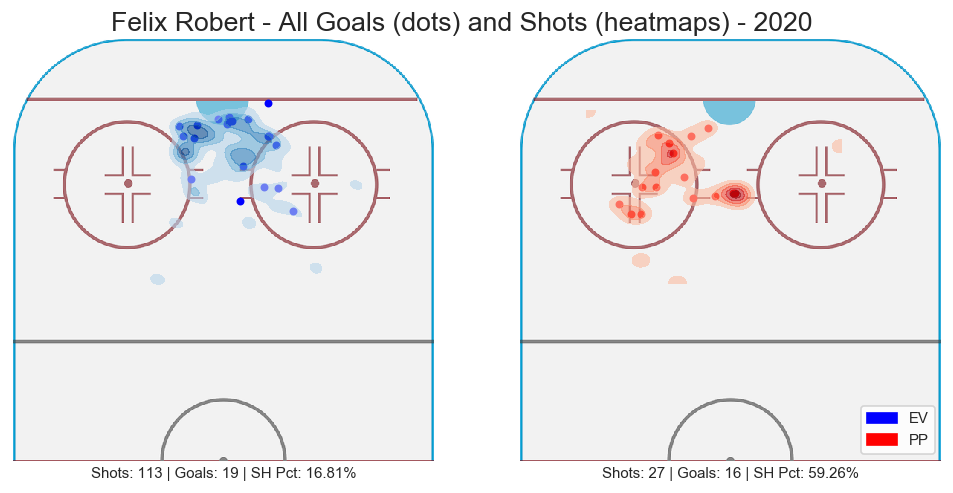 Felix Robert - All Goals (dots) and Shots (heatmaps) - 2020
EV
PP
Shots: 113 | Goals: 19 | SH Pct: 16.81%
Shots: 27 | Goals: 16 | SH Pct: 59.26%